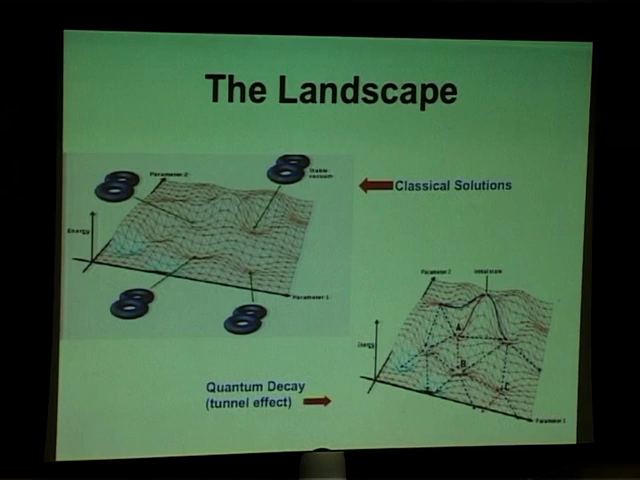 The Landscape
Parameter 2
Stable
vacuum
Classical Solutions
Energy
Parameter 1
Parameter 2
Initial state
A
Energy
B
Quantum Decay
(tunnel effect)
C
Parameter 1